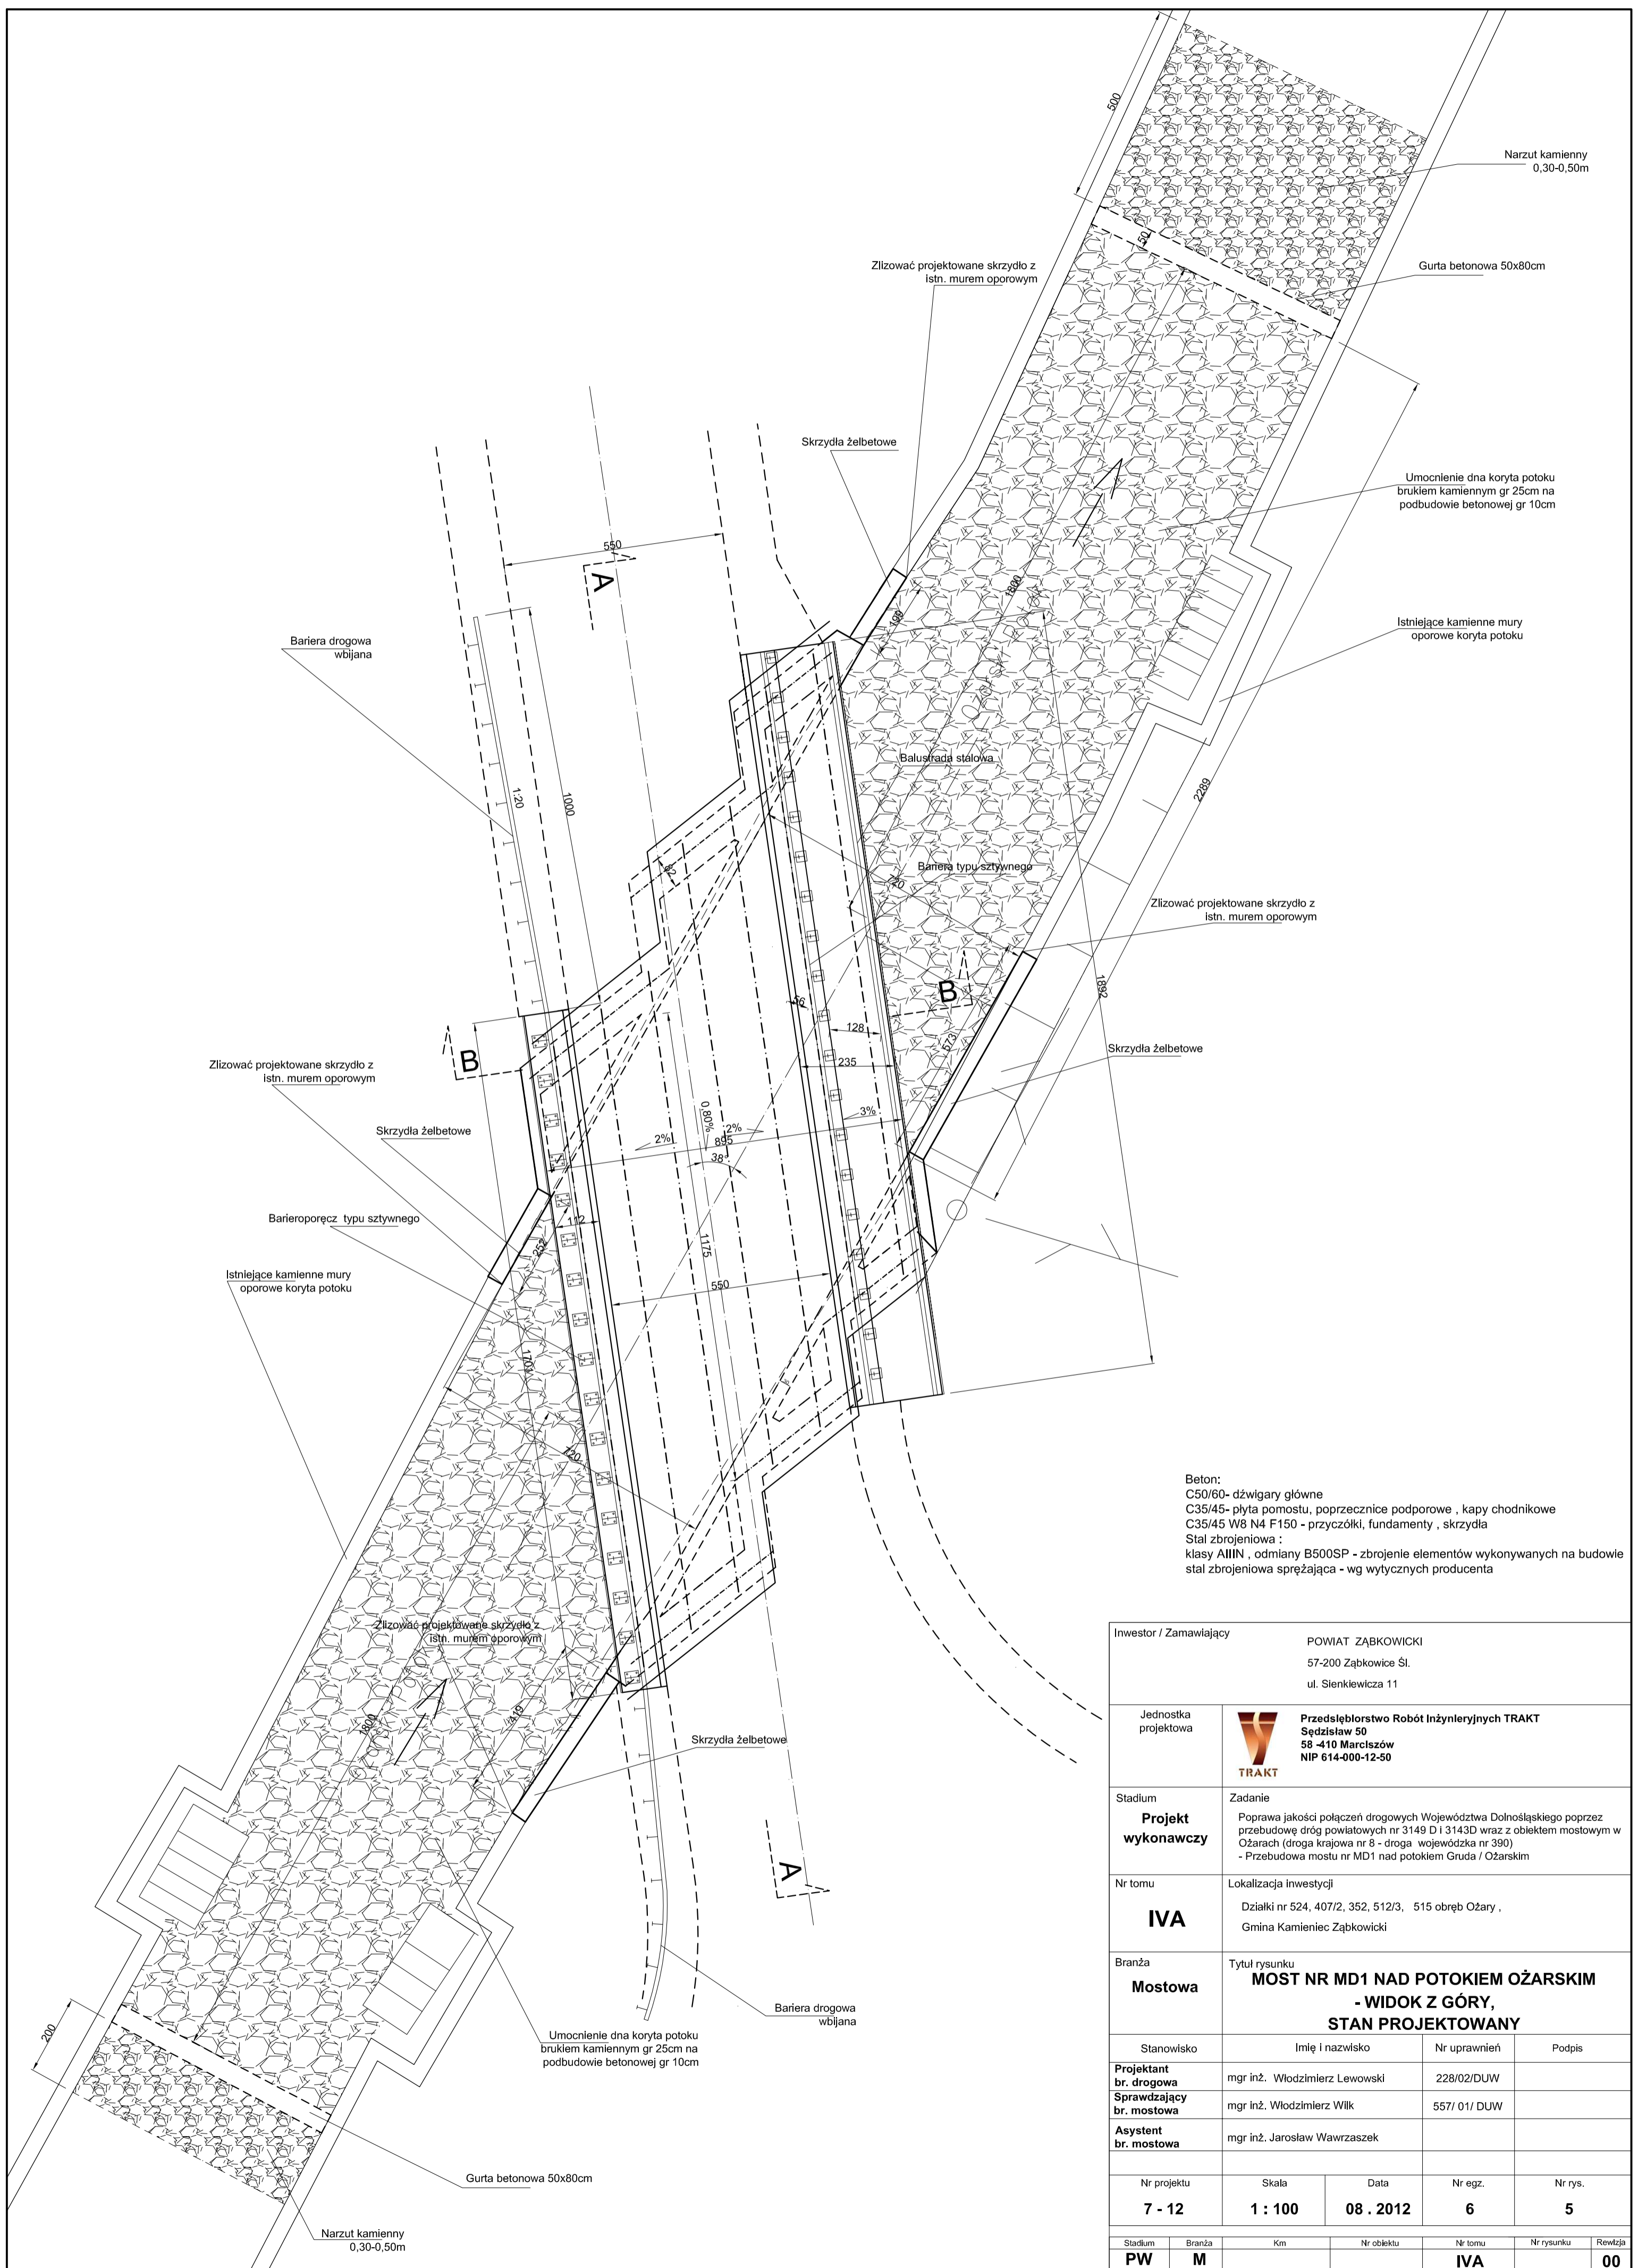 500
Narzut kamienny
0,30-0,50m
50
Zlizować projektowane skrzydło z
istn. murem oporowym
Gurta betonowa 50x80cm
Skrzydła żelbetowe
Umocnienie dna koryta potoku
brukiem kamiennym gr 25cm na
podbudowie betonowej gr 10cm
550
A
1800
199
Istniejące kamienne mury
oporowe koryta potoku
Bariera drogowa
wbijana
Balustrada stalowa
1:20
1000
2289
62
Bariera typu sztywnego
720
Zlizować projektowane skrzydło z
istn. murem oporowym
1892
B
56
128
573
B
235
Skrzydła żelbetowe
Zlizować projektowane skrzydło z
istn. murem oporowym
0,80%
3%
2%
2%
895
38°
Skrzydła żelbetowe
Barieroporęcz typu sztywnego
112
252
1175
Istniejące kamienne mury
oporowe koryta potoku
550
1701
720
Beton:
C50/60- dźwigary główne
C35/45- płyta pomostu, poprzecznice podporowe , kapy chodnikowe
C35/45 W8 N4 F150 - przyczółki, fundamenty , skrzydła
Stal zbrojeniowa :
klasy AIIIN , odmiany B500SP - zbrojenie elementów wykonywanych na budowie
stal zbrojeniowa sprężająca - wg wytycznych producenta
Zlizować projektowane skrzydło z
istn. murem oporowym
1800
419
Skrzydła żelbetowe
A
Bariera drogowa
wbijana
200
Umocnienie dna koryta potoku
brukiem kamiennym gr 25cm na
podbudowie betonowej gr 10cm
Gurta betonowa 50x80cm
Narzut kamienny
0,30-0,50m
Inwestor / Zamawiający
POWIAT ZĄBKOWICKI
57-200 Ząbkowice Śl.
ul. Sienkiewicza 11
Jednostka
projektowa
TRAKT
Przedsiębiorstwo Robót Inżynieryjnych TRAKT
Sędzisław 50
58 -410 Marciszów
NIP 614-000-12-50
Stadium
Projekt
wykonawczy
Zadanie
Poprawa jakości połączeń drogowych Województwa Dolnośląskiego poprzez
przebudowę dróg powiatowych nr 3149 D i 3143D wraz z obiektem mostowym w
Ożarach (droga krajowa nr 8 - droga wojewódzka nr 390)
- Przebudowa mostu nr MD1 nad potokiem Gruda / Ożarskim
Nr tomu
IVA
Lokalizacja inwestycji
Działki nr 524, 407/2, 352, 512/3, 515 obręb Ożary ,
Gmina Kamieniec Ząbkowicki
Branża
Mostowa
Tytuł rysunku
MOST NR MD1 NAD POTOKIEM OŻARSKIM
- WIDOK Z GÓRY,
STAN PROJEKTOWANY
Stanowisko Imię i nazwisko Nr uprawnień Podpis
Projektant
br. drogowa
mgr inż. Włodzimierz Lewowski 228/02/DUW
Sprawdzający
br. mostowa
mgr inż. Włodzimierz Wilk 557/ 01/ DUW
Asystent
br. mostowa
mgr inż. Jarosław Wawrzaszek
Nr projektu Skala Data Nr egz. Nr rys.
7 - 12 1 : 100 08 . 2012 6 5
Stadium Branża Km Nr obiektu Nr tomu Nr rysunku Rewizja
PW M IVA 00